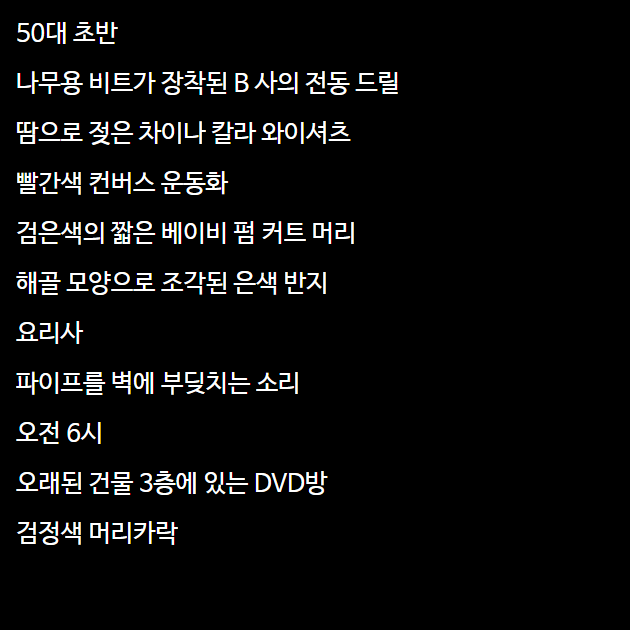 50대 초반
나무용 비트가 장착된 B 사의 전동 드릴
땀으로 젖은 차이나 칼라 와이셔츠
빨간색 컨버스 운동화
검은색의 짧은 베이비 펌 커트 머리
해골 모양으로 조각된 은색 반지
요리사
파이프를 벽에 부딪치는 소리
오전 6시
오래된 건물 3층에 있는 DVD방
검정색 머리카락